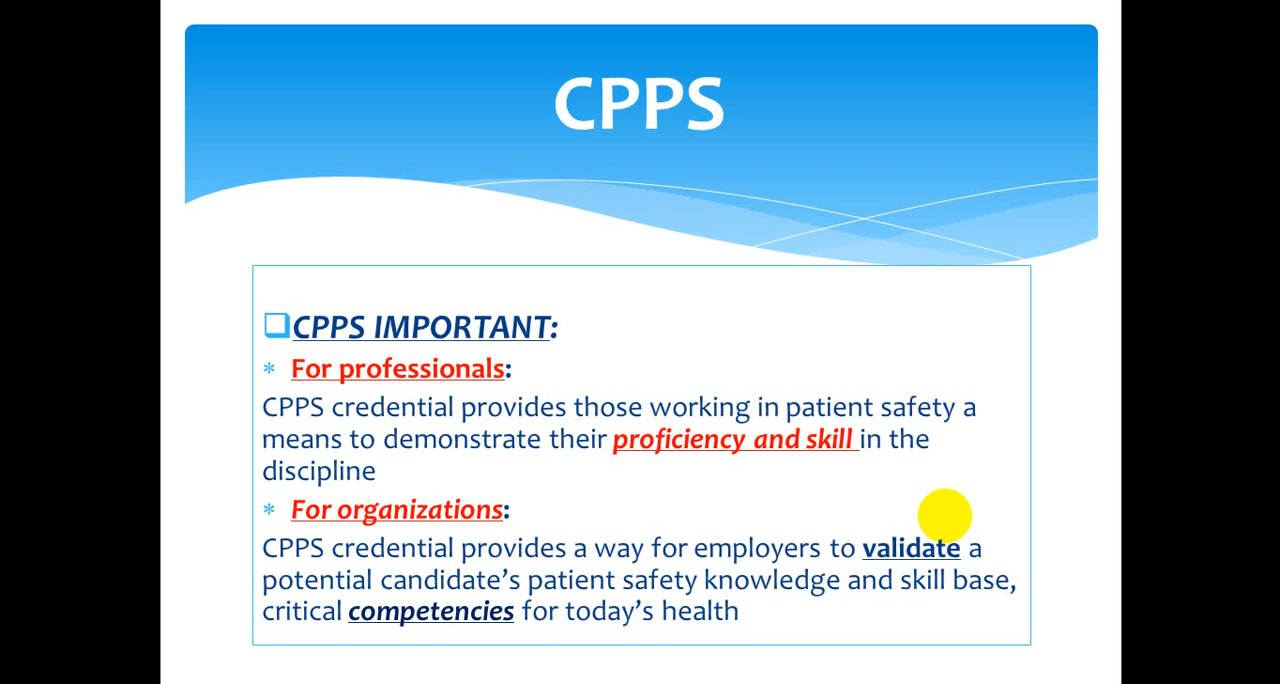 CPPS
CPPS IMPORTANT:
* For professionals:
CPPS credential provides those working in patient safety a
means to demonstrate their proficiency and skill in the
discipline
* For organizations:
CPPS credential provides a way for employers to validate a
potential candidate’s patient safety knowledge and skill base,
critical competencies for today’s health